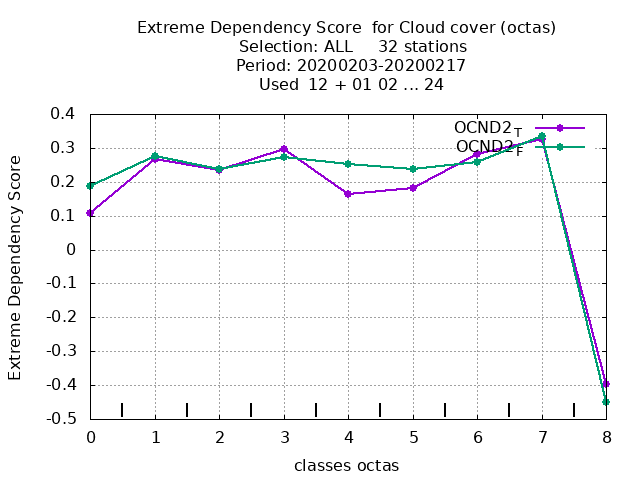 Extreme Dependency Score  for Cloud cover (octas)
Selection: ALL     32 stations
Period: 20200203-20200217
Used  12 + 01 02 ... 24
OCND2_T
OCND2_F
Extreme Dependency Score
0.4
0.3
0.2
0.1
0
-0.1
-0.2
-0.3
-0.4
-0.5
0 1 2 3 4 5 6 7 8
classes octas